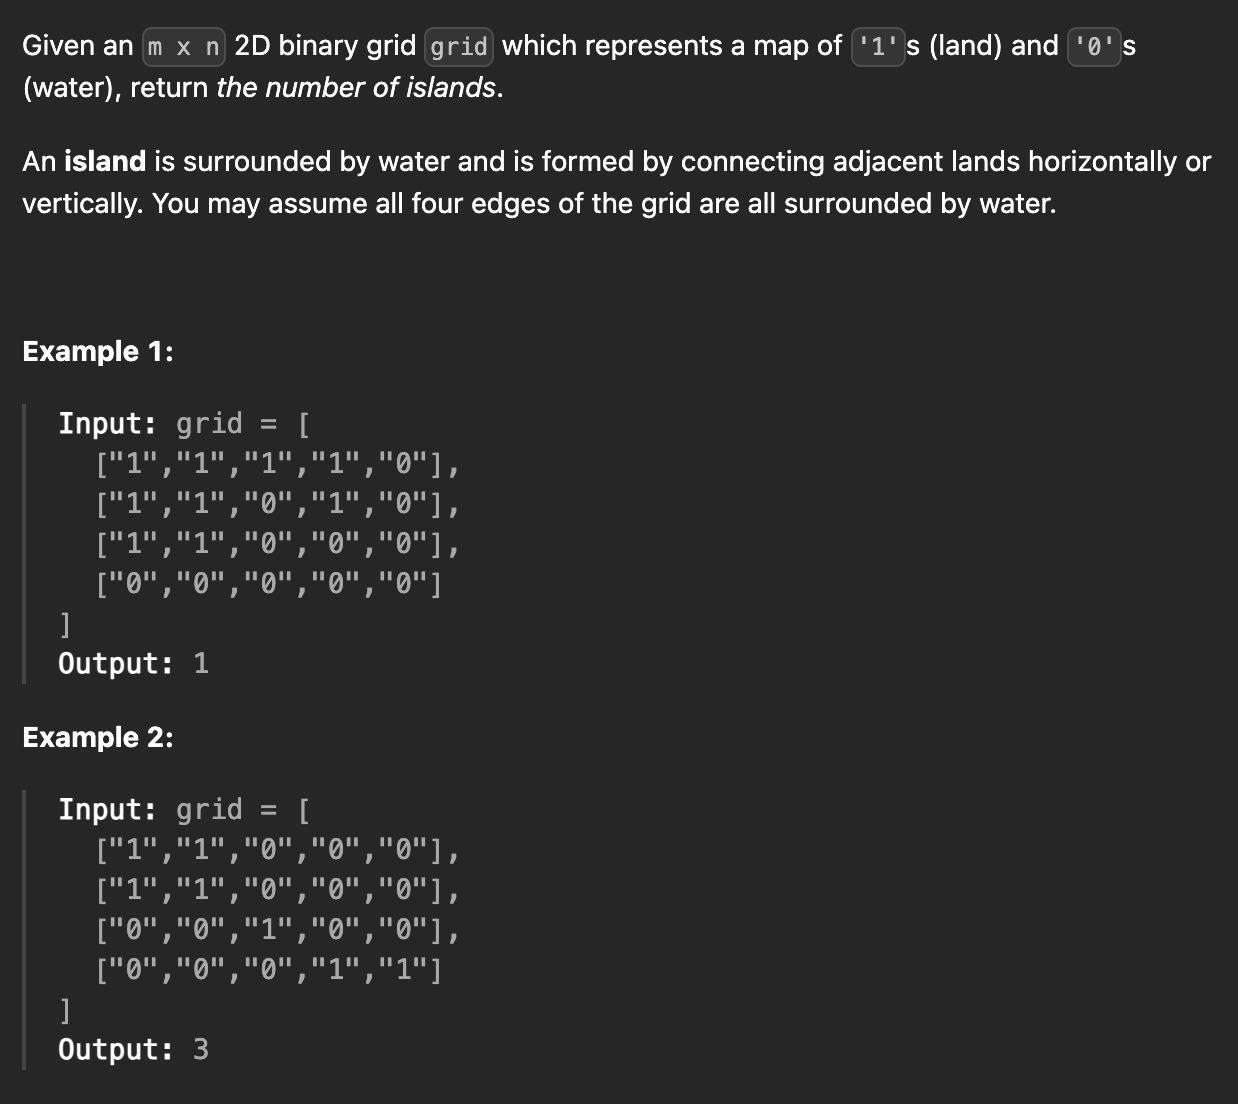 Given an m x n 2D binary grid grid which represents a map of '1's (land) and '0's
(water), return the number of islands.
An island is surrounded by water and is formed by connecting adjacent lands horizontally or
vertically. You may assume all four edges of the grid are all surrounded by water.
Example 1:
Input: grid = [
["1","1","1","1","0"],
["1","1","0","1","0"],
["1","1","0","0","0"],
["0","0","0","0","0"]
]
Output: 1
Example 2:
Input: grid = [
["1","1","0","0","0"],
["1","1","0","0","0"],
["0","0","1","0","0"],
["0","0","0","1","1"]
]
Output: 3